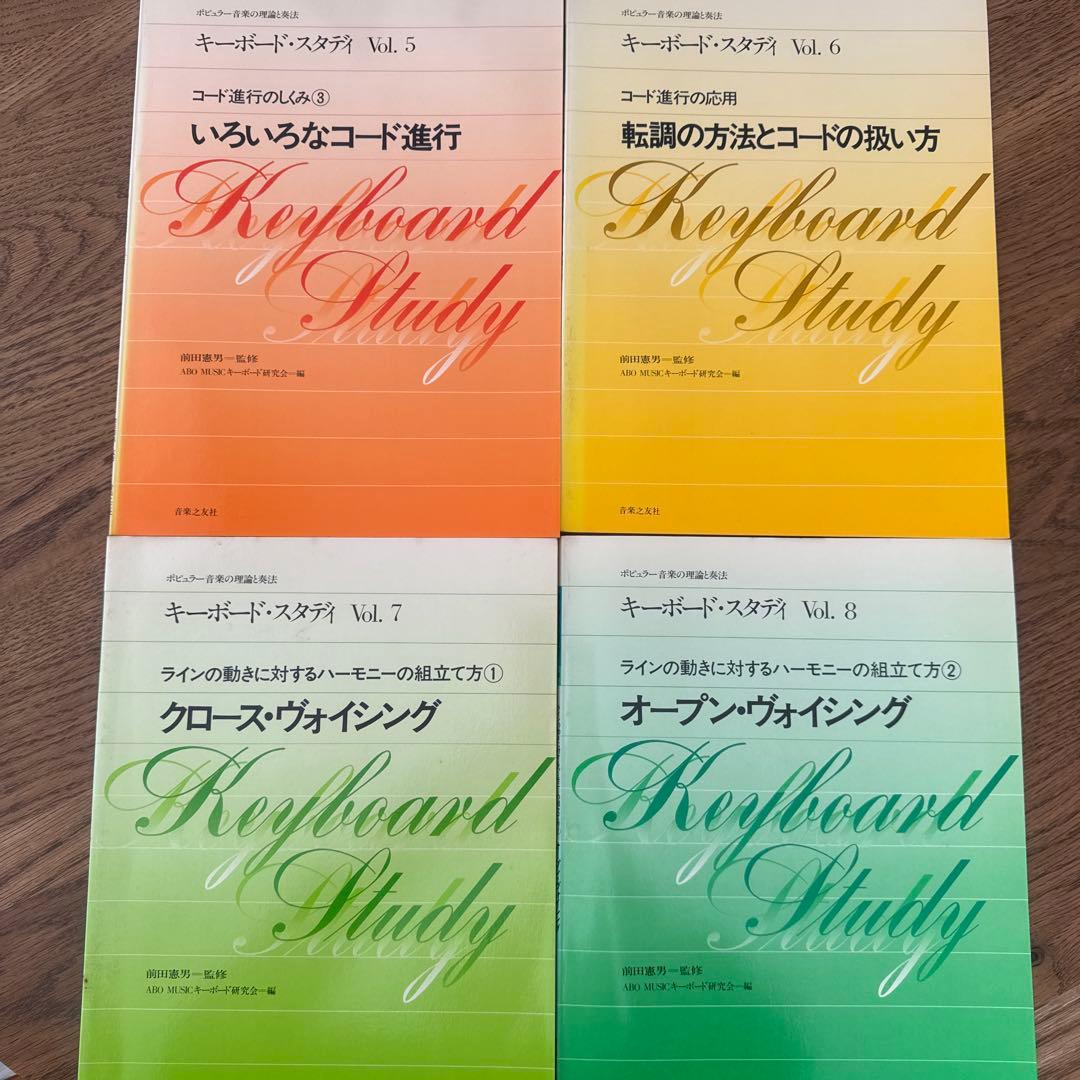 ポピュラー音楽の理論と奏法
キーボード・スタディ Vol. 5
コード進行のしくみ③
いろいろなコード進行
Keyboard
Study
前田憲男=監修
ABO MUSICキーボード研究会=編
音楽之友社
ポピュラー音楽の理論と奏法
キーボード・スタディ Vol. 6
コード進行の応用
転調の方法とコードの扱い方
Keyboard
Study
前田憲男=監修
ABO MUSICキーボード研究会=編
音楽之友社
ポピュラー音楽の理論と奏法
キーボード・スタディ Vol. 7
ラインの動きに対するハーモニーの組立て方①
クロース・ヴォイシング
Keyboard
Study
前田憲男=監修
ABO MUSICキーボード研究会=編
ポピュラー音楽の理論と奏法
キーボード・スタディ Vol. 8
ラインの動きに対するハーモニーの組立て方②
オープン・ヴォイシング
Keyboard
Study
前田憲男=監修
ABO MUSICキーボード研究会=編